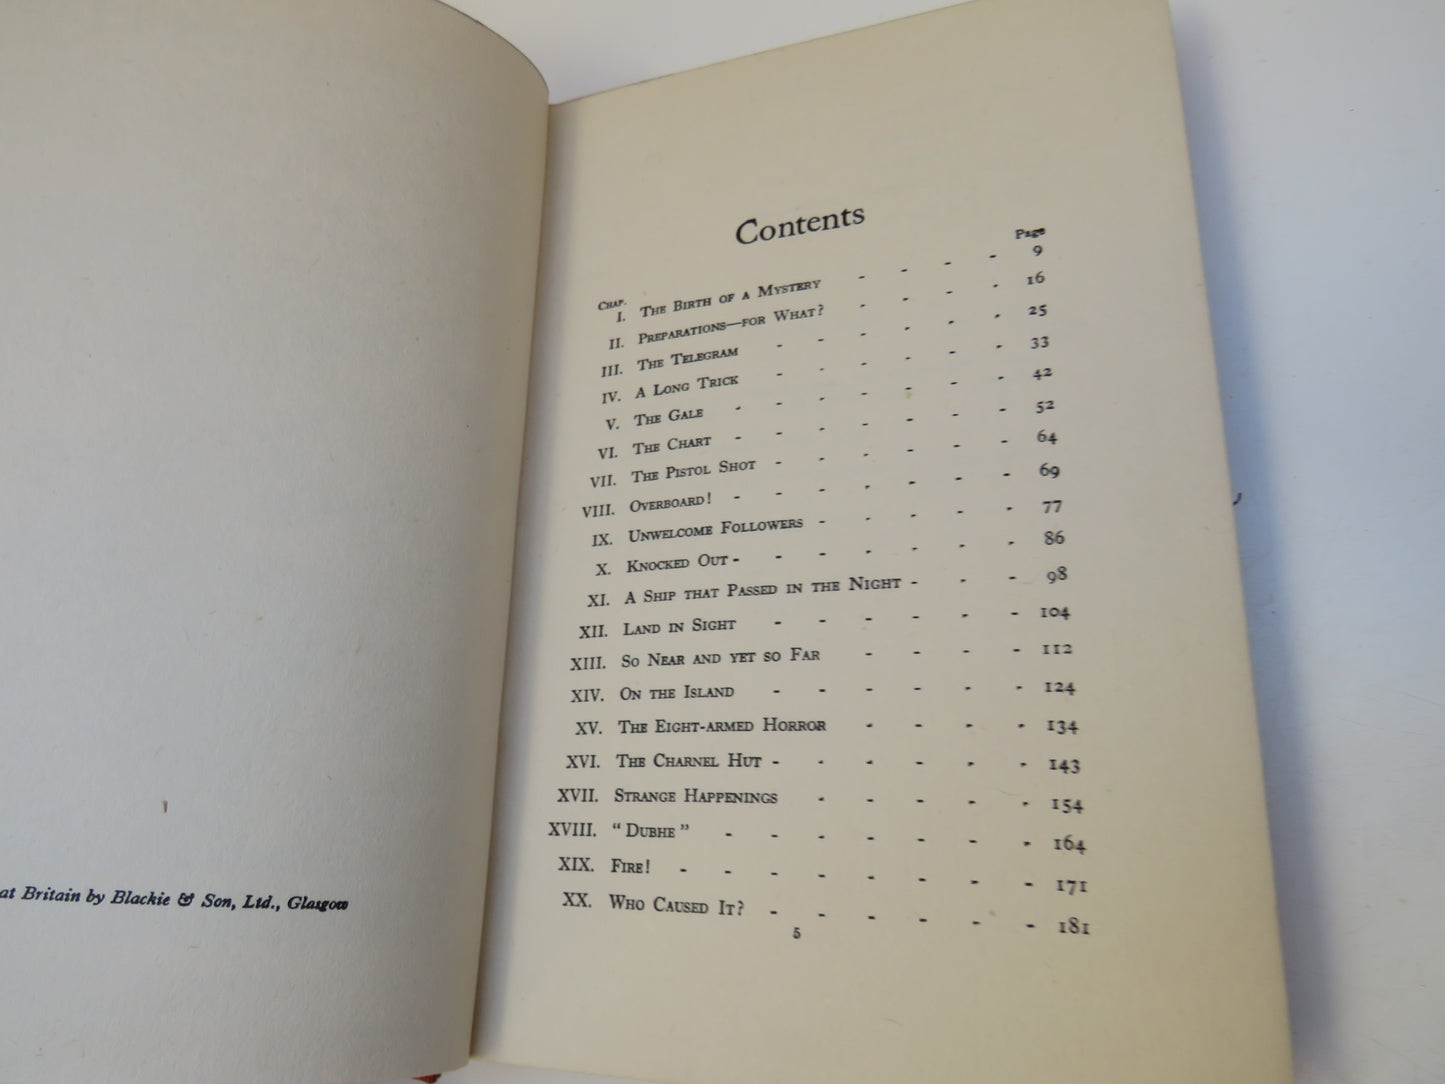 at Britain by Blackie & Son, Ltd., Glasgow
Contents
Chap. Page
I. The Birth of a Mystery - - - - 9
II. Preparations—for What? - - - - 16
III. The Telegram - - - - - - 25
IV. A Long Trick - - - - - - 33
V. The Gale - - - - - - - 42
VI. The Chart - - - - - - - 52
VII. The Pistol Shot - - - - - - 64
VIII. Overboard! - - - - - - - 69
IX. Unwelcome Followers - - - - - 77
X. Knocked Out - - - - - - - 86
XI. A Ship that Passed in the Night - - - 98
XII. Land in Sight - - - - - - 104
XIII. So Near and yet so Far - - - - 112
XIV. On the Island - - - - - - 124
XV. The Eight-armed Horror - - - - 134
XVI. The Charnel Hut - - - - - - 143
XVII. Strange Happenings - - - - - 154
XVIII. "Dubhe" - - - - - - - 164
XIX. Fire! - - - - - - - - 171
XX. Who Caused It? - - - - - - 181
5